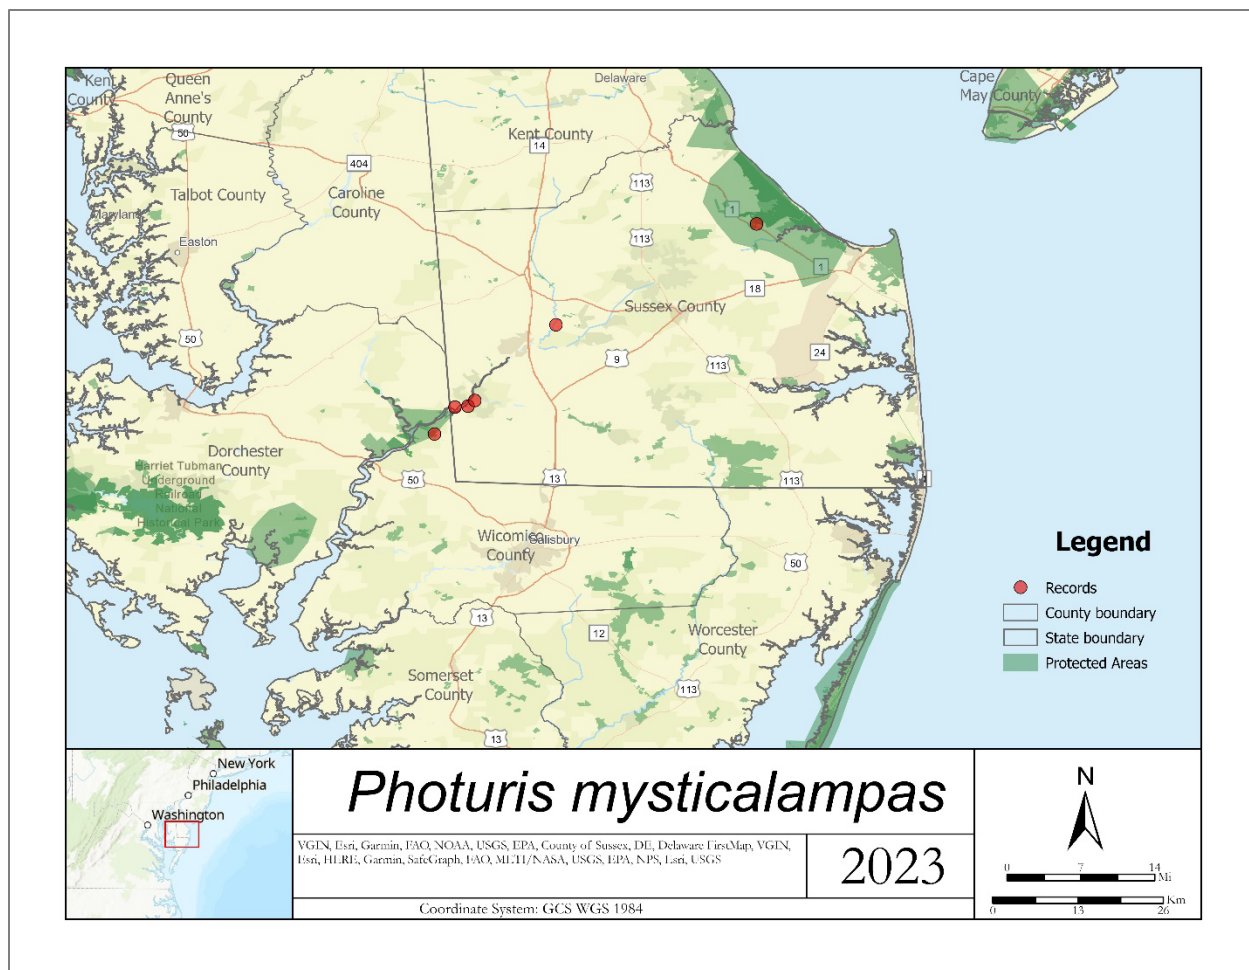 Kent
County
Queen
Anne's
County
Delaware
Cape
May County
50
Kent County
14
404
113
Talbot County
Caroline
County
Maryland
1
Easton
113
1
18
Sussex County
50
9
113
24
Dorchester
County
Harriet Tubman
Underground
Railroad
National
Historical Park
50
13
113
Wicomico
County
Salisbury
50
13
12
Worcester
County
Somerset
County
113
13
Legend
Records
County boundary
State boundary
Protected Areas
New York
Philadelphia
Washington
Photuris mysticalampas
VGIN, Esri, Garmin, FAO, NOAA, USGS, EPA, County of Sussex, DE, Delaware FirstMap, VGIN,
Esri, HERE, Garmin, SafeGraph, FAO, METI/NASA, USGS, EPA, NPS, Esri, USGS
2023
Coordinate System: GCS WGS 1984
N
0 7 14
Mi
Km
0 13 26